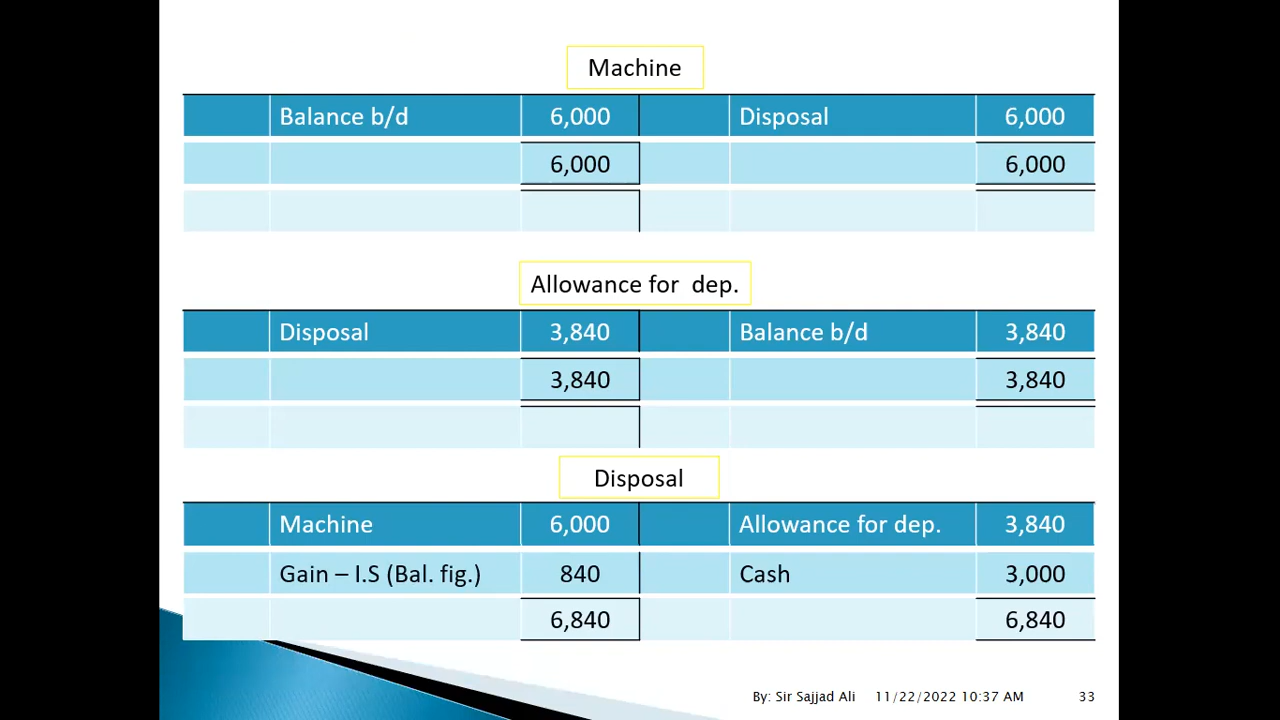 Machine
Balance b/d 6,000 Disposal 6,000
6,000 6,000
Allowance for dep.
Disposal 3,840 Balance b/d 3,840
3,840 3,840
Disposal
Machine 6,000 Allowance for dep. 3,840
Gain – I.S (Bal. fig.) 840 Cash 3,000
6,840 6,840
By: Sir Sajjad Ali 11/22/2022 10:37 AM 33